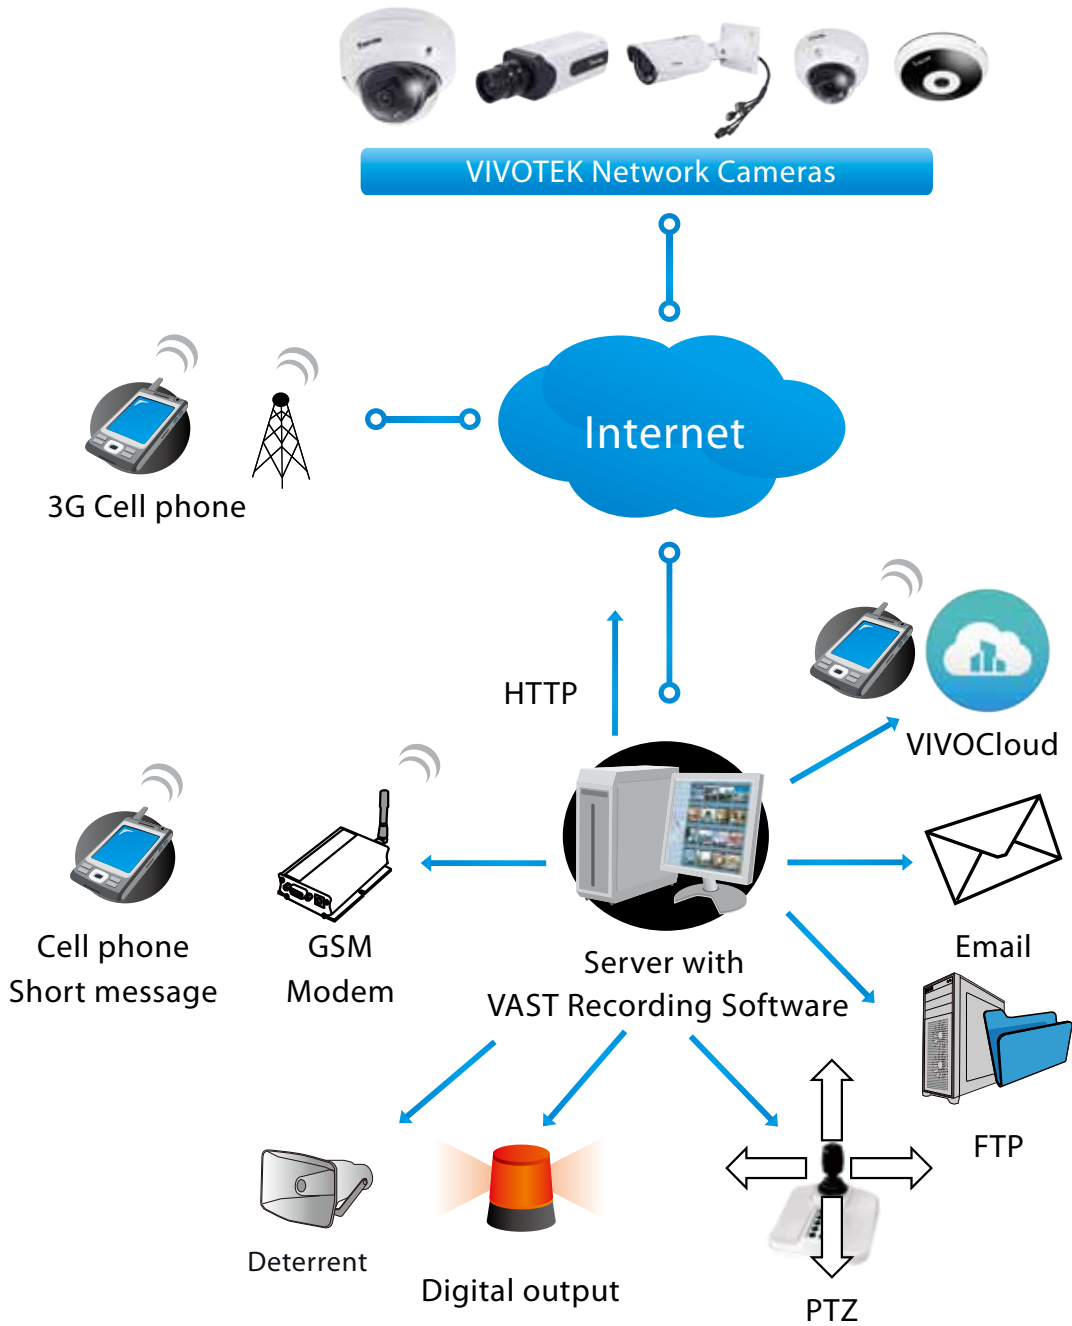 VIVOTEK Network Cameras
Internet
3G Cell phone
HTTP
VIVOCloud
Cell phone
Short message
GSM
Modem
Server with
VAST Recording Software
Email
FTP
Deterrent
Digital output
PTZ